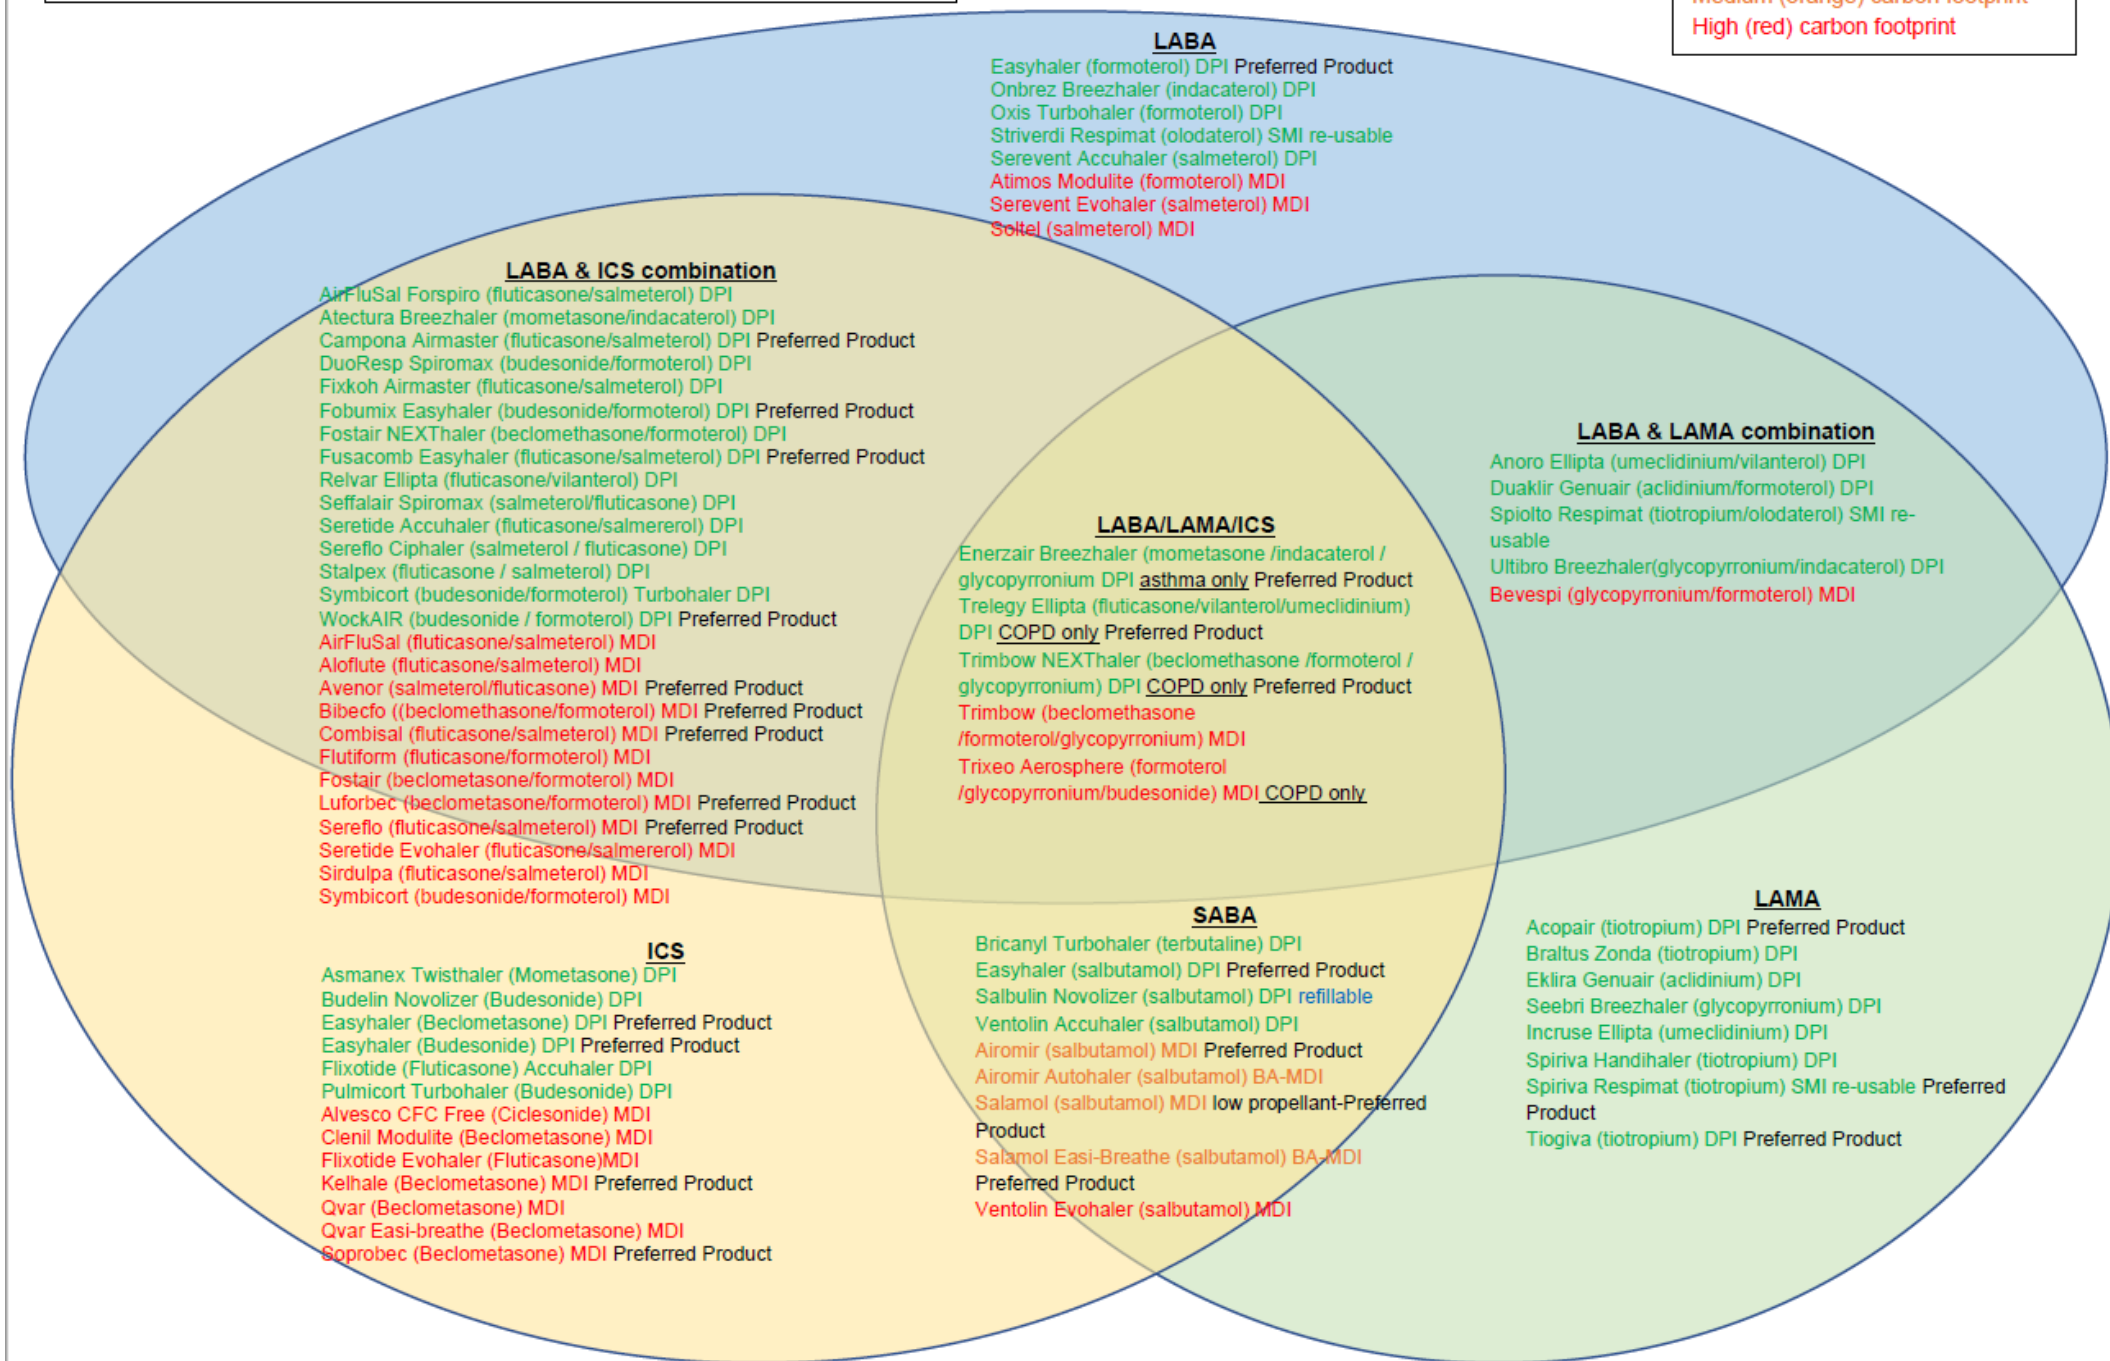 Medium (orange) carbon footprint
High (red) carbon footprint
LABA
Easyhaler (formoterol) DPI Preferred Product
Onbrez Breezhaler (indacaterol) DPI
Oxis Turbohaler (formoterol) DPI
Striverdi Respimat (olodaterol) SMI re-usable
Serevent Accuhaler (salmeterol) DPI
Atimos Modulite (formoterol) MDI
Serevent Evohaler (salmeterol) MDI
Soltel (salmeterol) MDI
LABA & ICS combination
AirFluSal Forspiro (fluticasone/salmeterol) DPI
Atectura Breezhaler (mometasone/indacaterol) DPI
Campona Airmaster (fluticasone/salmeterol) DPI Preferred Product
DuoResp Spiromax (budesonide/formoterol) DPI
Fixkoh Airmaster (fluticasone/salmeterol) DPI
Fobumix Easyhaler (budesonide/formoterol) DPI Preferred Product
Fostair NEXThaler (beclomethasone/formoterol) DPI
Fusacomb Easyhaler (fluticasone/salmeterol) DPI Preferred Product
Relvar Ellipta (fluticasone/vilanterol) DPI
Seffalair Spiromax (salmeterol/fluticasone) DPI
Seretide Accuhaler (fluticasone/salmererol) DPI
Sereflo Ciphaler (salmeterol / fluticasone) DPI
Stalpex (fluticasone / salmeterol) DPI
Symbicort (budesonide/formoterol) Turbohaler DPI
WockAIR (budesonide / formoterol) DPI Preferred Product
AirFluSal (fluticasone/salmeterol) MDI
Aloflute (fluticasone/salmeterol) MDI
Avenor (salmeterol/fluticasone) MDI Preferred Product
Bibecfo ((beclomethasone/formoterol) MDI Preferred Product
Combisal (fluticasone/salmeterol) MDI Preferred Product
Flutiform (fluticasone/formoterol) MDI
Fostair (beclometasone/formoterol) MDI
Luforbec (beclometasone/formoterol) MDI Preferred Product
Sereflo (fluticasone/salmeterol) MDI Preferred Product
Seretide Evohaler (fluticasone/salmererol) MDI
Sirdulpa (fluticasone/salmeterol) MDI
Symbicort (budesonide/formoterol) MDI
LABA & LAMA combination
Anoro Ellipta (umeclidinium/vilanterol) DPI
Duaklir Genuair (aclidinium/formoterol) DPI
Spiolto Respimat (tiotropium/olodaterol) SMI re-
usable
Ultibro Breezhaler(glycopyrronium/indacaterol) DPI
Bevespi (glycopyrronium/formoterol) MDI
LABA/LAMA/ICS
Enerzair Breezhaler (mometasone /indacaterol /
glycopyrronium DPI asthma only Preferred Product
Trelegy Ellipta (fluticasone/vilanterol/umeclidinium)
DPI COPD only Preferred Product
Trimbow NEXThaler (beclomethasone /formoterol /
glycopyrronium) DPI COPD only Preferred Product
Trimbow (beclomethasone
/formoterol/glycopyrronium) MDI
Trixeo Aerosphere (formoterol
/glycopyrronium/budesonide) MDI COPD only
ICS
Asmanex Twisthaler (Mometasone) DPI
Budelin Novolizer (Budesonide) DPI
Easyhaler (Beclometasone) DPI Preferred Product
Easyhaler (Budesonide) DPI Preferred Product
Flixotide (Fluticasone) Accuhaler DPI
Pulmicort Turbohaler (Budesonide) DPI
Alvesco CFC Free (Ciclesonide) MDI
Clenil Modulite (Beclometasone) MDI
Flixotide Evohaler (Fluticasone)MDI
Kelhale (Beclometasone) MDI Preferred Product
Qvar (Beclometasone) MDI
Qvar Easi-breathe (Beclometasone) MDI
Soprobec (Beclometasone) MDI Preferred Product
SABA
Bricanyl Turbohaler (terbutaline) DPI
Easyhaler (salbutamol) DPI Preferred Product
Salbulin Novolizer (salbutamol) DPI refillable
Ventolin Accuhaler (salbutamol) DPI
Airomir (salbutamol) MDI Preferred Product
Airomir Autohaler (salbutamol) BA-MDI
Salamol (salbutamol) MDI low propellant-Preferred
Product
Salamol Easi-Breathe (salbutamol) BA-MDI
Preferred Product
Ventolin Evohaler (salbutamol) MDI
LAMA
Acopair (tiotropium) DPI Preferred Product
Braltus Zonda (tiotropium) DPI
Eklira Genuair (aclidinium) DPI
Seebri Breezhaler (glycopyrronium) DPI
Incruse Ellipta (umeclidinium) DPI
Spiriva Handihaler (tiotropium) DPI
Spiriva Respimat (tiotropium) SMI re-usable Preferred
Product
Tiogiva (tiotropium) DPI Preferred Product